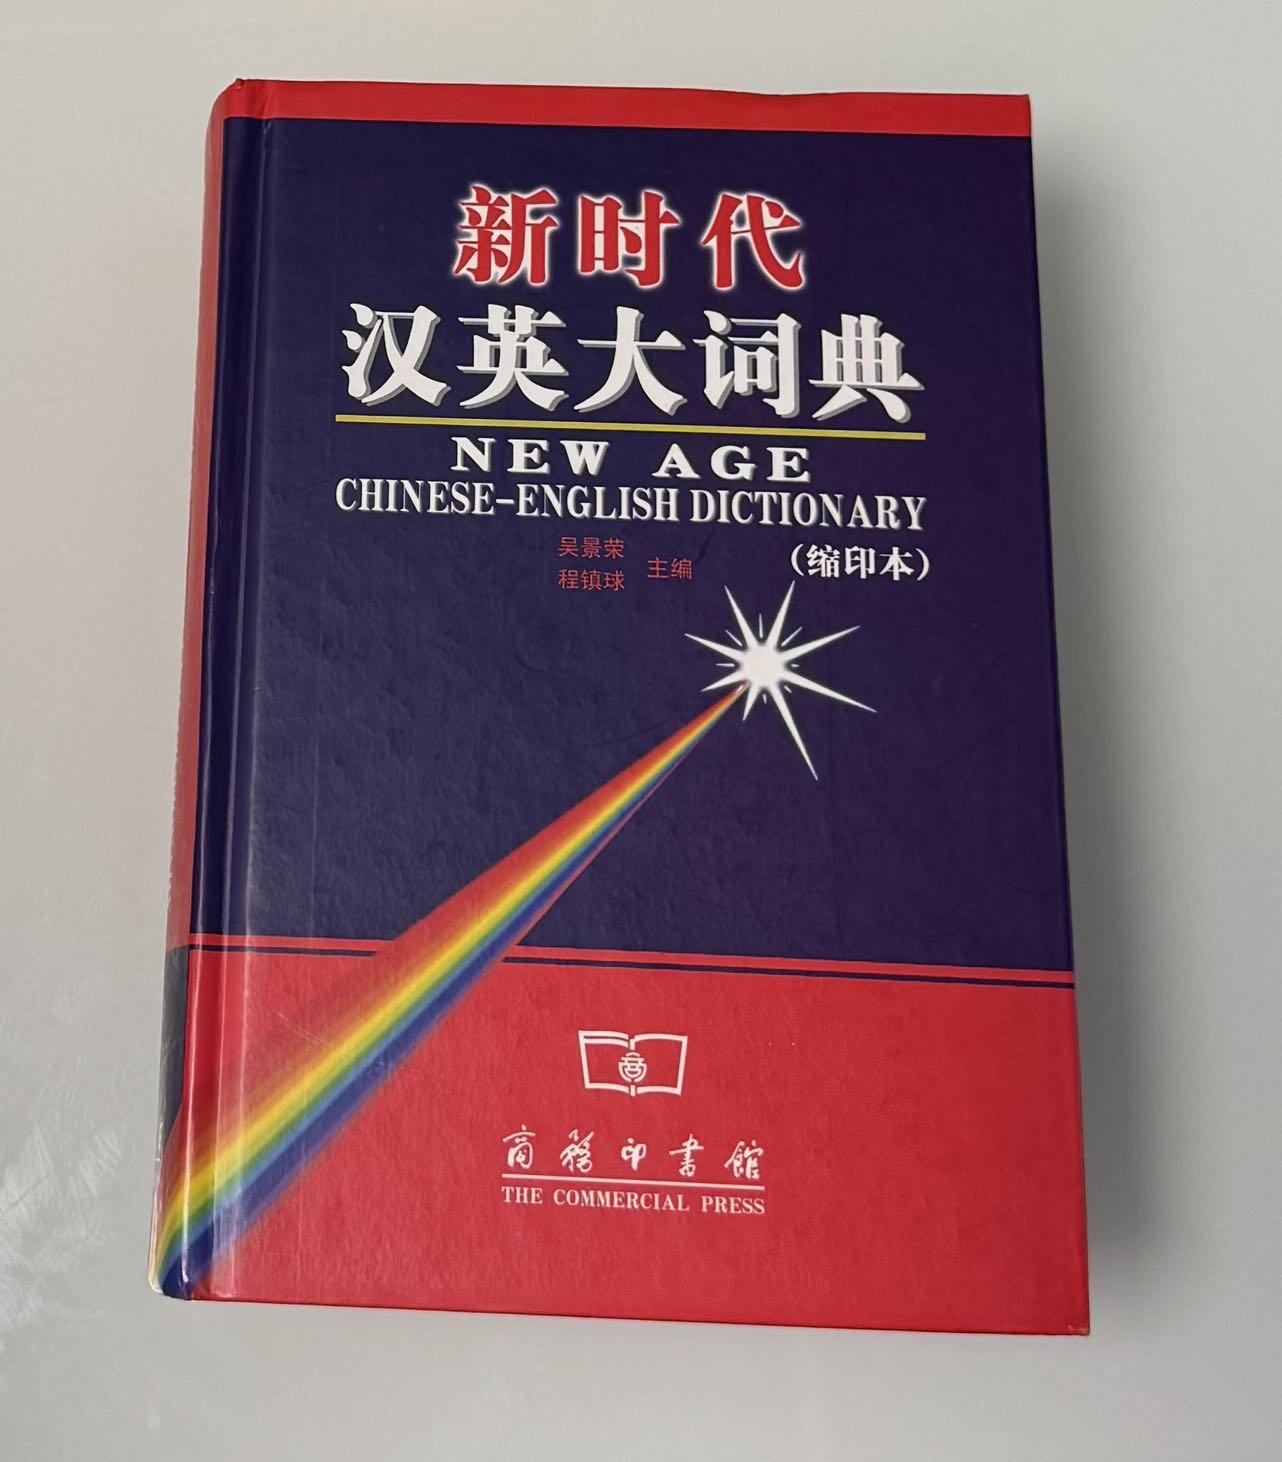 新时代
汉英大词典
NEW AGE
CHINESE-ENGLISH DICTIONARY
(缩印本)
吴景荣
程镇球
主编
商務印書館
THE COMMERCIAL PRESS